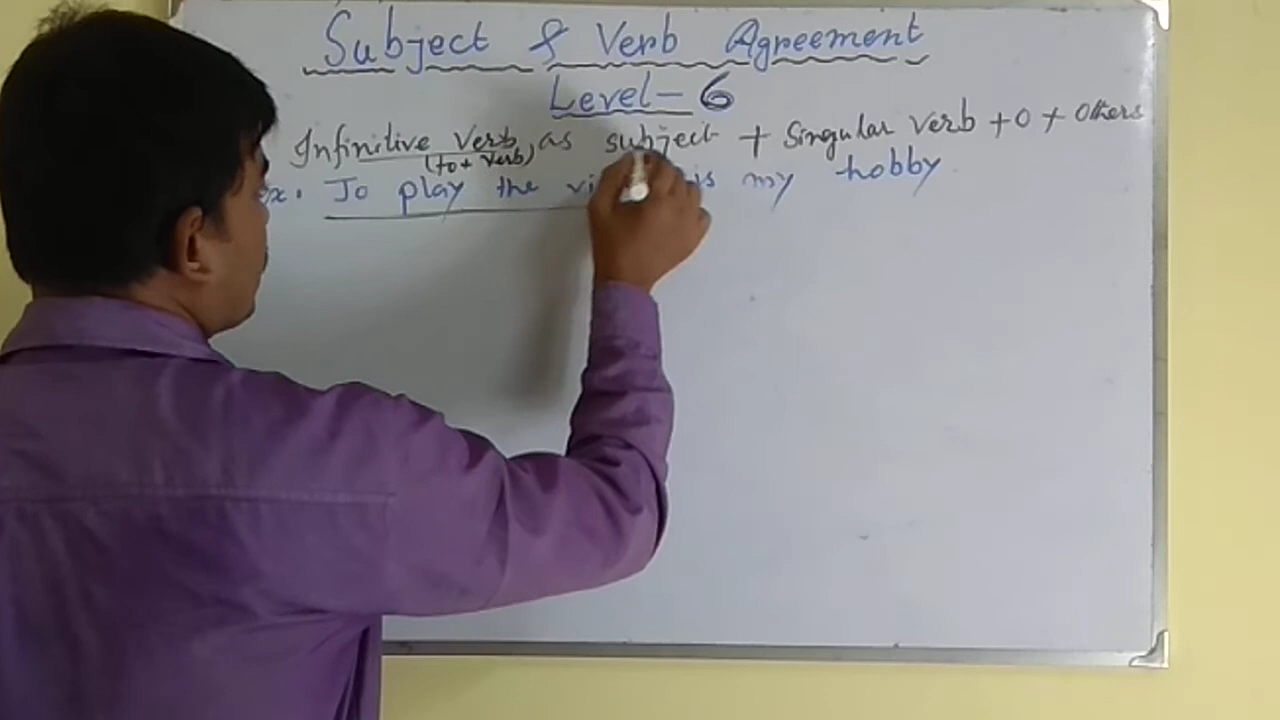 Subject & Verb Agreement
Level-6
Infinitive Verb as subject + Singular verb + O + Others
(to + verb)
Ex. To play the is my hobby